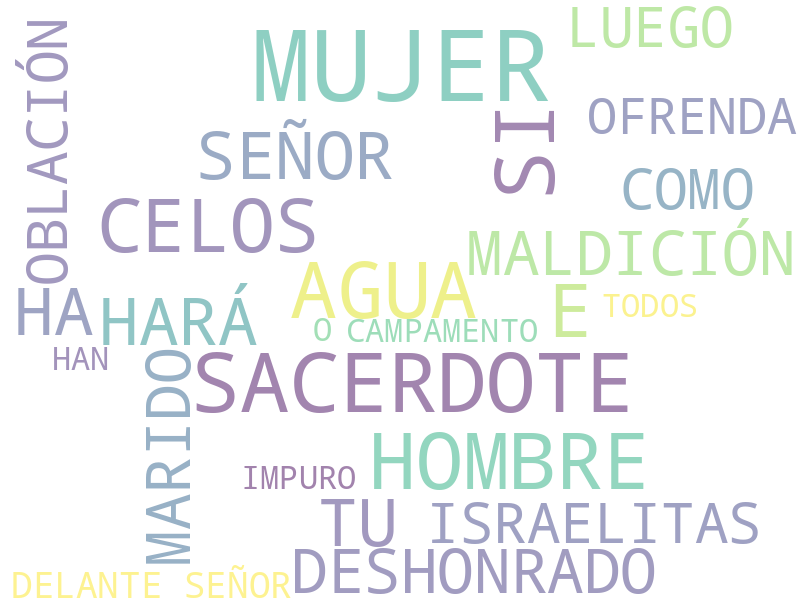 LUEGO
MUJER
OBLACIÓN
OFRENDA
SI
SEÑOR
COMO
CELOS
MALDICIÓN
AGUA
HA
HARÁ
E
TODOS
O
CAMPAMENTO
HAN
MARIDO
SACERDOTE
HOMBRE
IMPURO
TU
ISRAELITAS
DESHONRADO
DELANTE SEÑOR